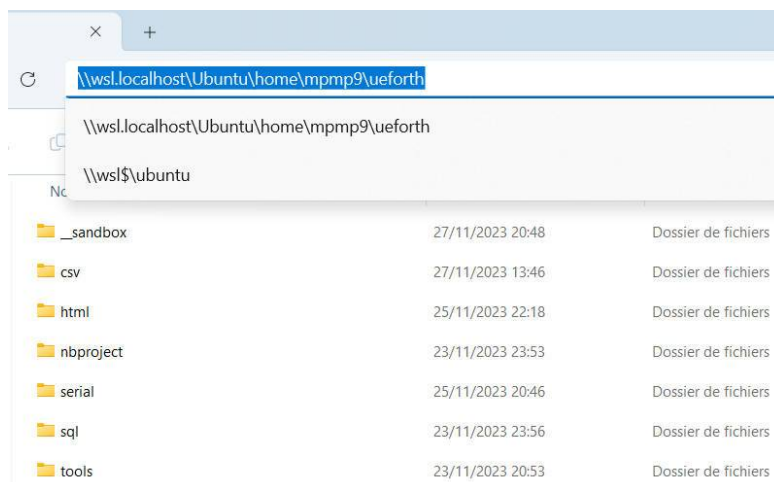 \\wsl.localhost\Ubuntu\home\mpmp9\ueforth
\\wsl.localhost\Ubuntu\home\mpmp9\ueforth
\\wsl$\ubuntu
__sandbox 27/11/2023 20:48 Dossier de fichiers
csv 27/11/2023 13:46 Dossier de fichiers
html 25/11/2023 22:18 Dossier de fichiers
nbproject 23/11/2023 23:53 Dossier de fichiers
serial 25/11/2023 20:46 Dossier de fichiers
sql 23/11/2023 23:56 Dossier de fichiers
tools 23/11/2023 20:53 Dossier de fichiers